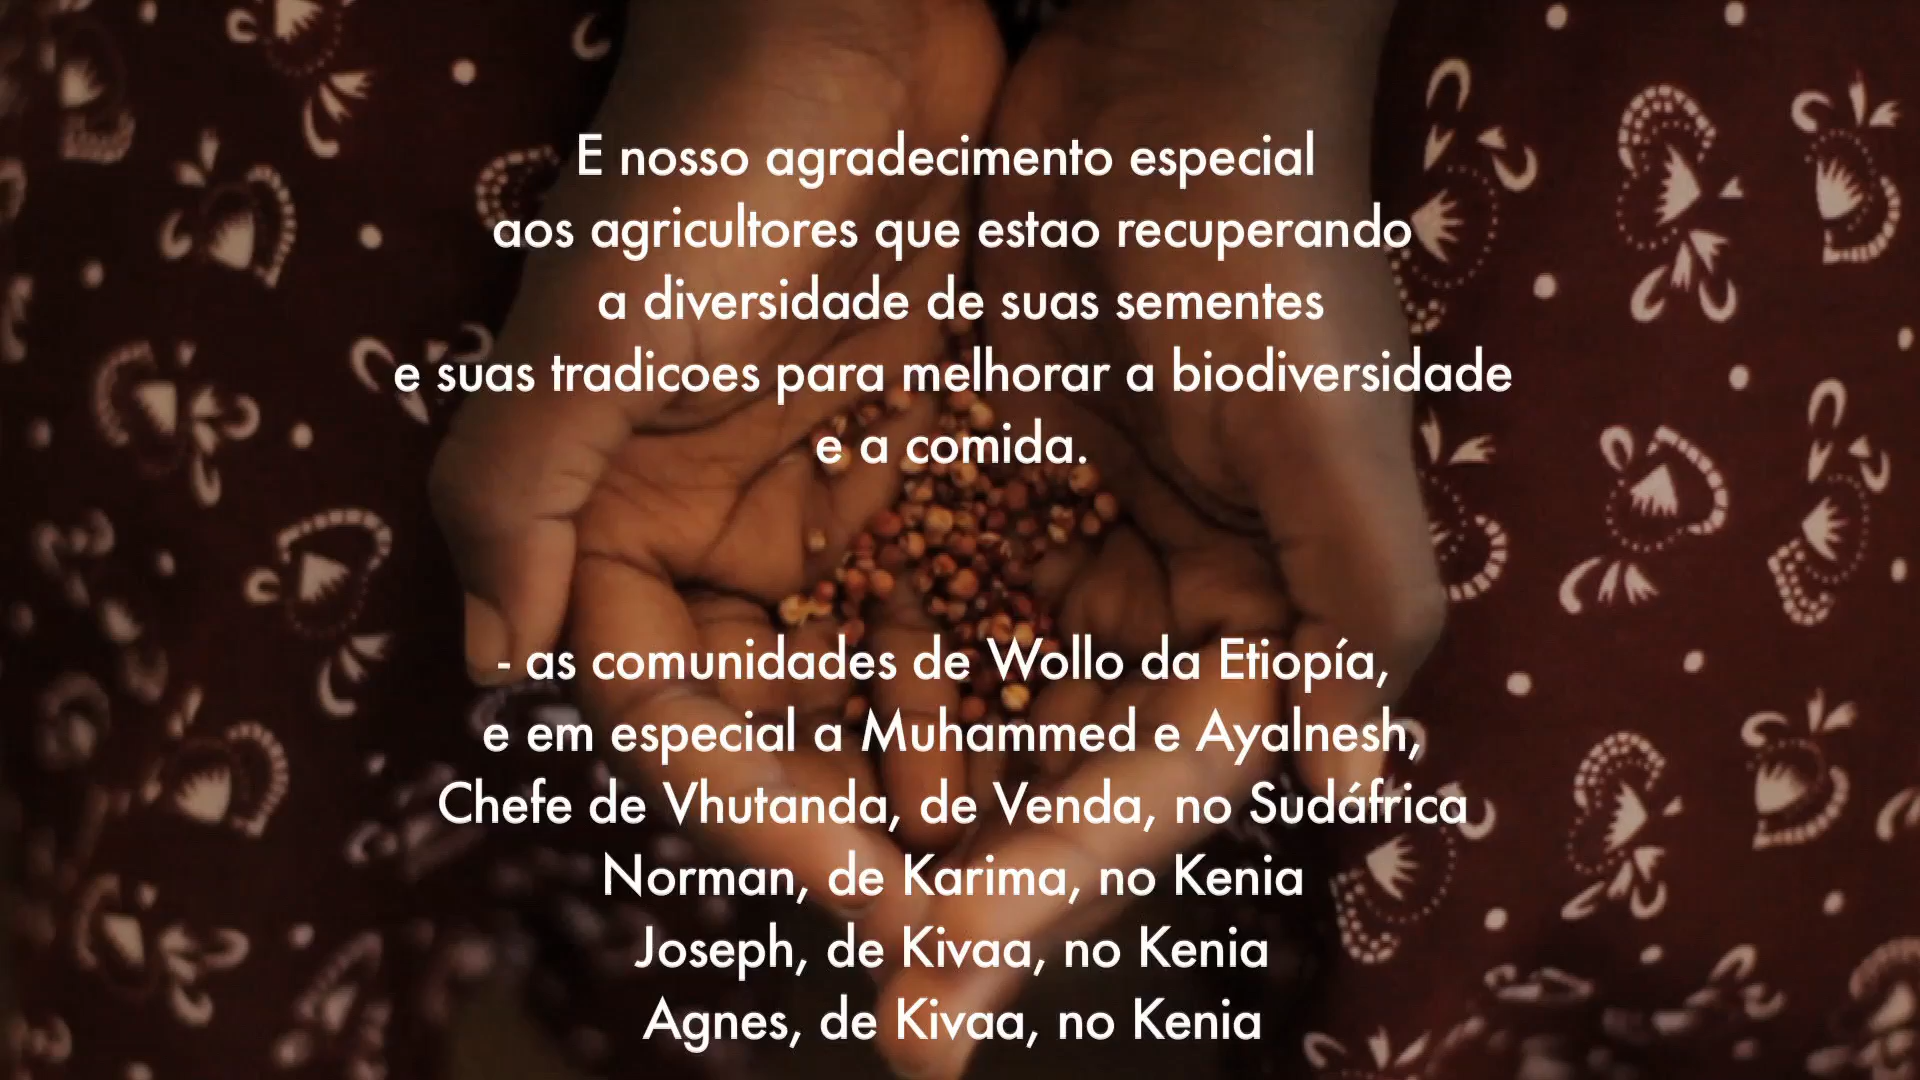 E nosso agradecimento especial
aos agricultores que estao recuperando
a diversidade de suas sementes
e suas tradicoes para melhorar a biodiversidade
e a comida.
- as comunidades de Wollo da Etiopía,
e em especial a Muhammed e Ayalnesh,
Chefe de Vhutanda, de Venda, no Sudáfrica
Norman, de Karima, no Kenia
Joseph, de Kivaa, no Kenia
Agnes, de Kivaa, no Kenia